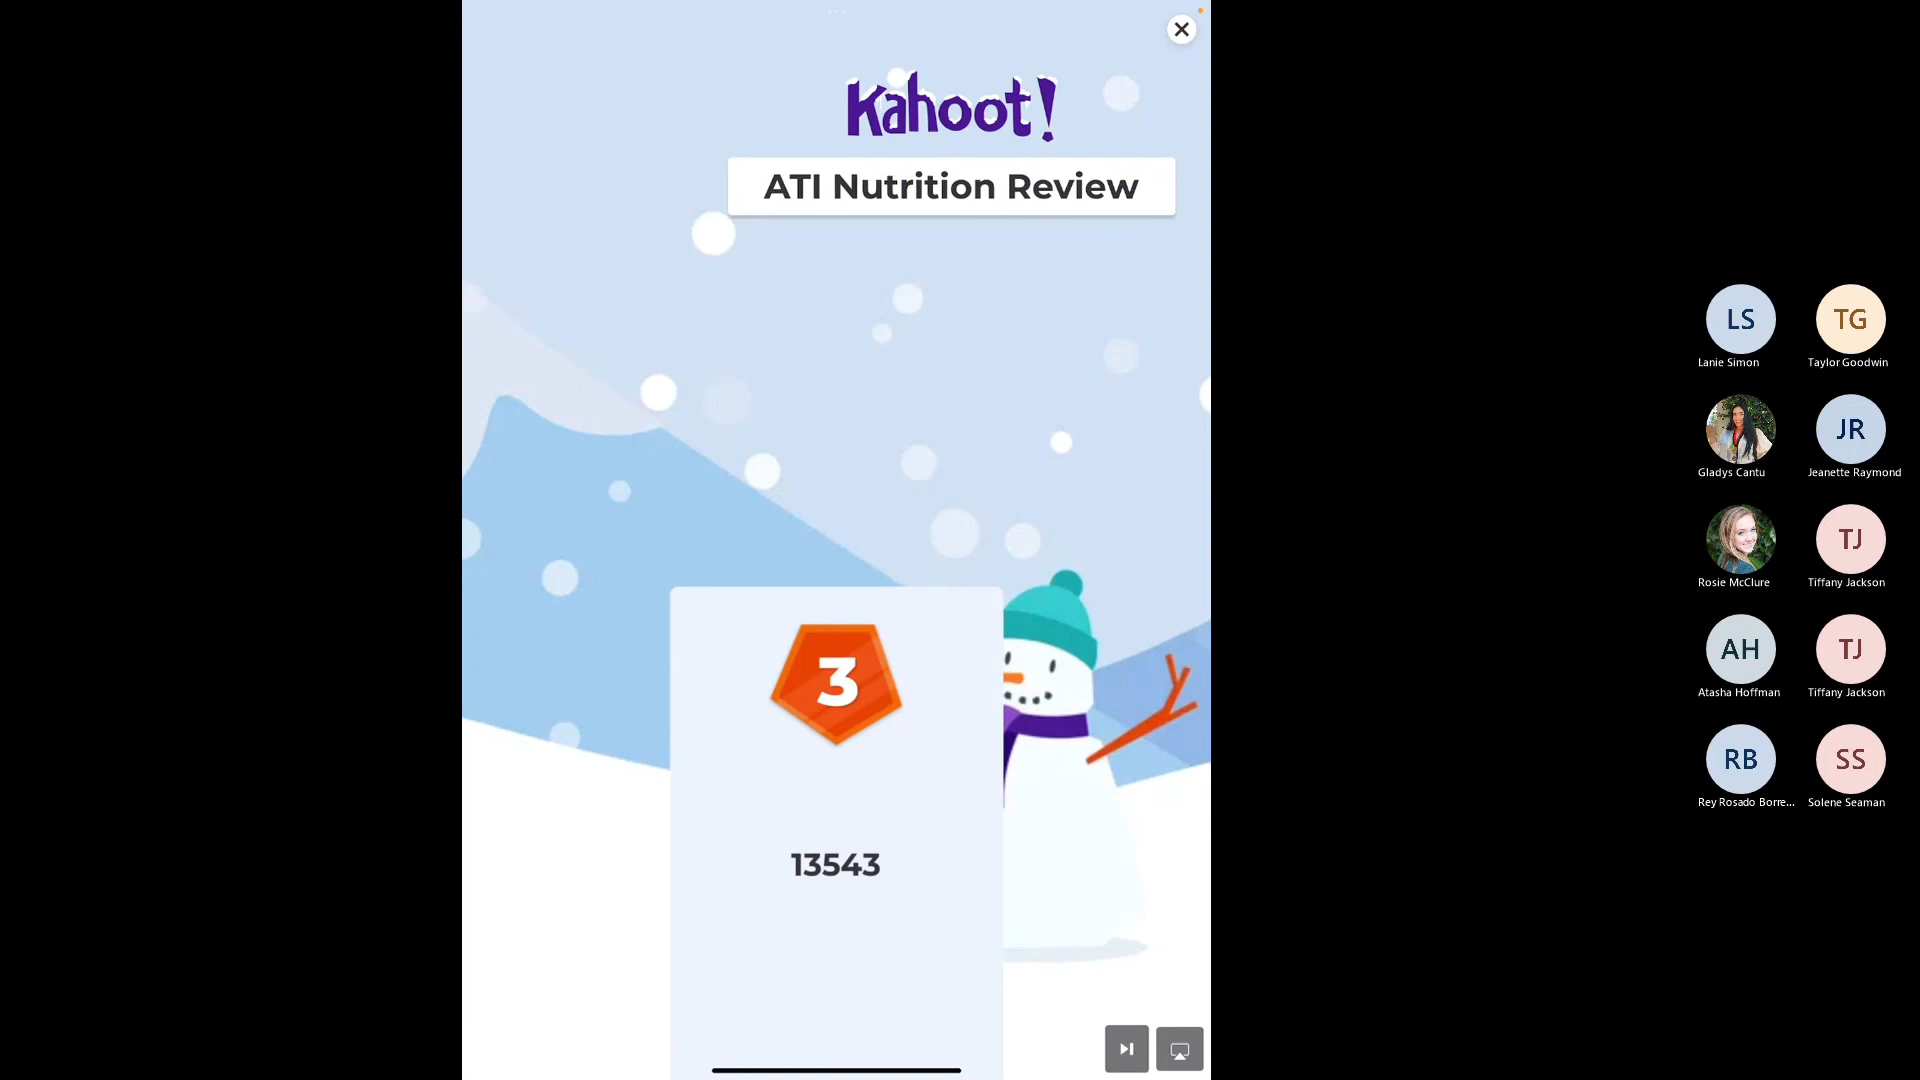 Kahoot!
ATI Nutrition Review
3
13543
LS
Lanie Simon
TG
Taylor Goodwin
Gladys Cantu
JR
Jeanette Raymond
Rosie McClure
TJ
Tiffany Jackson
AH
Atasha Hoffman
TJ
Tiffany Jackson
RB
Rey Rosado Borre...
SS
Solene Seaman